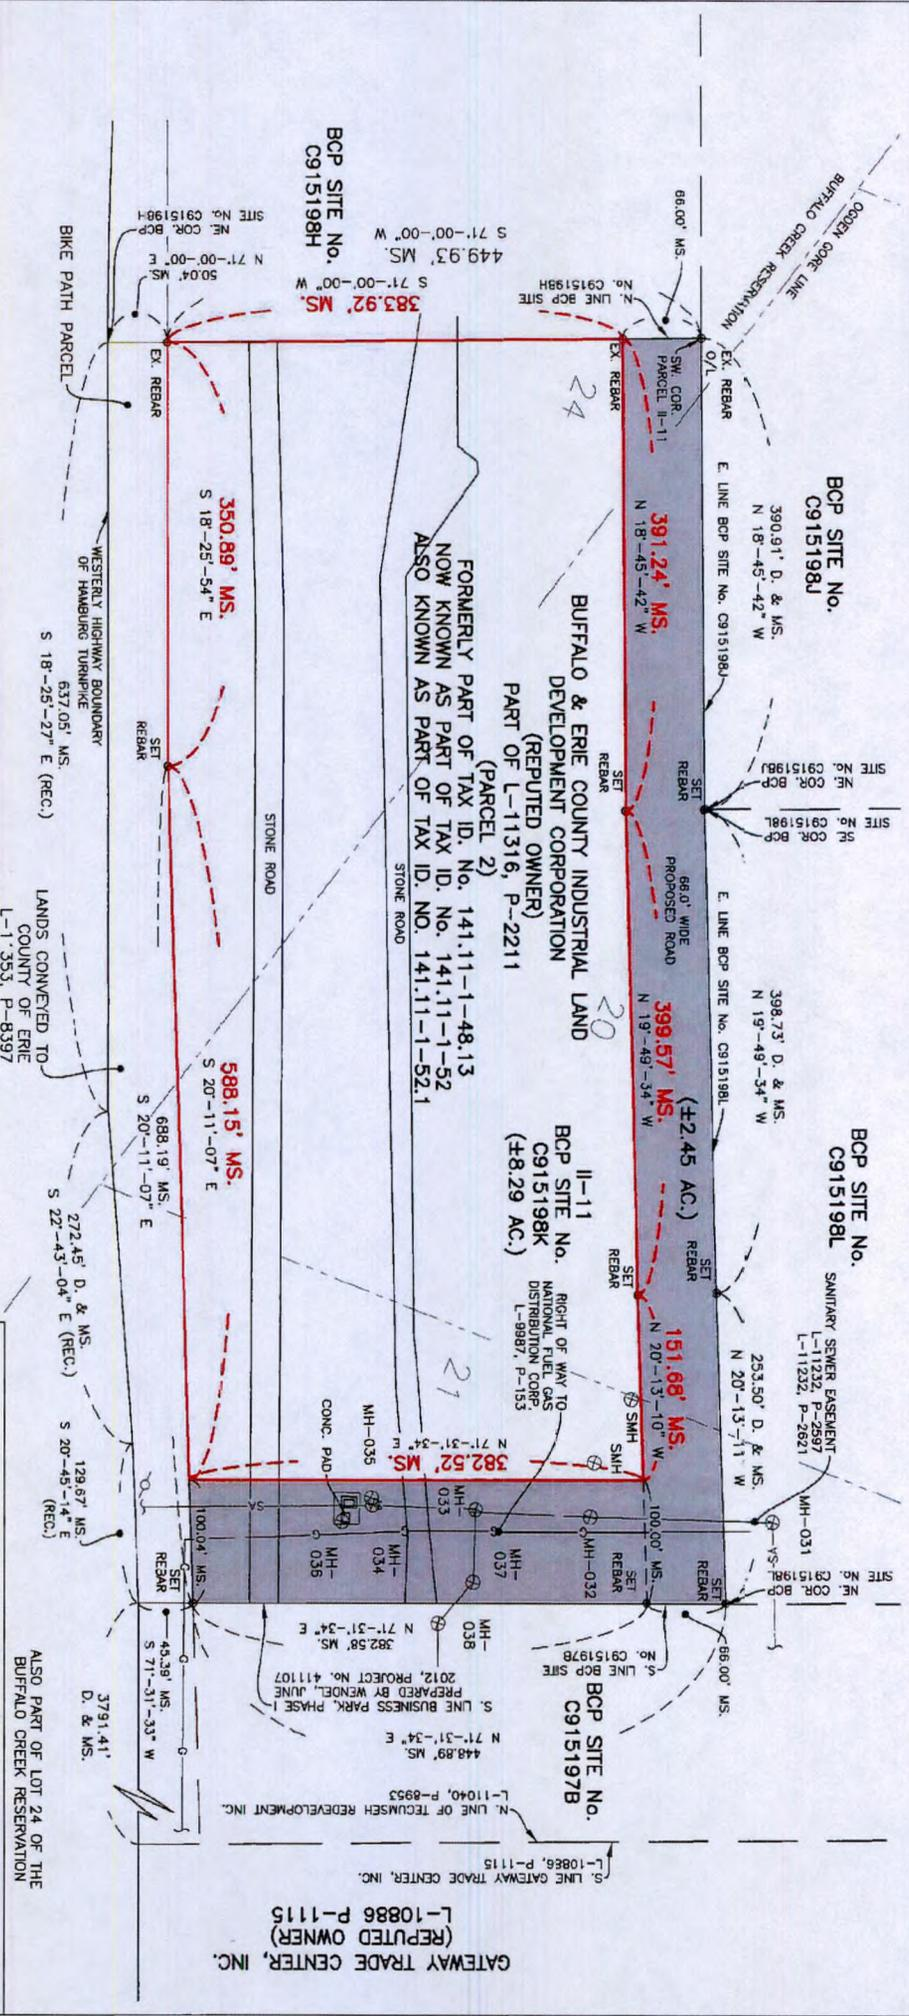 BUFFALO CREEK RESERVATION
OGDEN GORE LINE
BCP SITE No.
C915198H
S 71°-00'-00" W
449.93' MS.
S 71°-00'-00" W
383.92' MS.
66.00' MS.
N. LINE BCP SITE
No. C915198H
NE. COR. BCP
SITE No. C915198H
N 71°-00'-00" E
50.04' MS.
BIKE PATH PARCEL
EX. REBAR
EX. REBAR
EX. REBAR
O/L
SW. COR.
PARCEL II-11
24
BCP SITE No.
C915198J
390.91' D. & MS.
N 18°-45'-42" W
E. LINE BCP SITE No. C915198J
391.24' MS.
N 18°-45'-42" W
350.89' MS.
S 18°-25'-54" E
WESTERLY HIGHWAY BOUNDARY
OF HAMBURG TURNPIKE
637.05' MS.
S 18°-25'-27" E (REC.)
SET
REBAR
SET
REBAR
SET
REBAR
NE. COR. BCP
SITE No. C915198J
SE. COR. BCP
SITE No. C915198L
66.0' WIDE
PROPOSED ROAD
BUFFALO & ERIE COUNTY INDUSTRIAL LAND
DEVELOPMENT CORPORATION
(REPUTED OWNER)
PART OF L-11316, P-2211
(PARCEL 2)
FORMERLY PART OF TAX ID. No. 141.11-1-48.13
NOW KNOWN AS PART OF TAX ID. No. 141.11-1-52
ALSO KNOWN AS PART OF TAX ID. NO. 141.11-1-52.1
STONE ROAD
STONE ROAD
20
E. LINE BCP SITE No. C915198L
398.73' D. & MS.
N 19°-49'-34" W
399.57' MS.
N 19°-49'-34" W
(±2.45 AC.)
588.15' MS.
S 20°-11'-07" E
688.19' MS.
S 20°-11'-07" E
LANDS CONVEYED TO
COUNTY OF ERIE
353, P-8397
272.45' D. & MS.
S 22°-43'-04" E (REC.)
129.67' MS.
S 20°-45'-14" E
(REC.)
II-11
BCP SITE No.
C915198K
(±8.29 AC.)
BCP SITE No.
C915198L
SANITARY SEWER EASEMENT
L-11232, P-2597
L-11232, P-2621
253.50' D. & MS.
N 20°-13'-11" W
SET
REBAR
SET
REBAR
151.68' MS.
N 20°-13'-10" W
RIGHT OF WAY TO
NATIONAL FUEL GAS
DISTRIBUTION CORP.
L-9987, P-153
SMH
SMH
21
N 71°-31'-34" E
382.52' MS.
CONC. PAD
MH-035
MH-
033
MH-
034
MH-
036
MH-
037
MH-032
MH-031
MH-
038
SA
SA
G
G
G
G
G
G
100.04' MS.
100.00' MS.
SET
REBAR
SET
REBAR
SET
REBAR
NE. COR. BCP
SITE No. C915198L
66.00' MS.
S. LINE BCP SITE
No. C915197B
BCP SITE No.
C915197B
382.58' MS.
N 71°-31'-34" E
S. LINE BUSINESS PARK, PHASE I
PREPARED BY WENDEL, JUNE
2012, PROJECT No. 411107
448.89' MS.
N 71°-31'-34" E
45.39' MS.
S 71°-31'-33" W
3791.41'
D. & MS.
N. LINE OF TECUMSEH REDEVELOPMENT INC.
L-11040, P-8953
S. LINE GATEWAY TRADE CENTER, INC.
L-10886, P-1115
GATEWAY TRADE CENTER, INC.
(REPUTED OWNER)
L-10886 P-1115
ALSO PART OF LOT 24 OF THE
BUFFALO CREEK RESERVATION